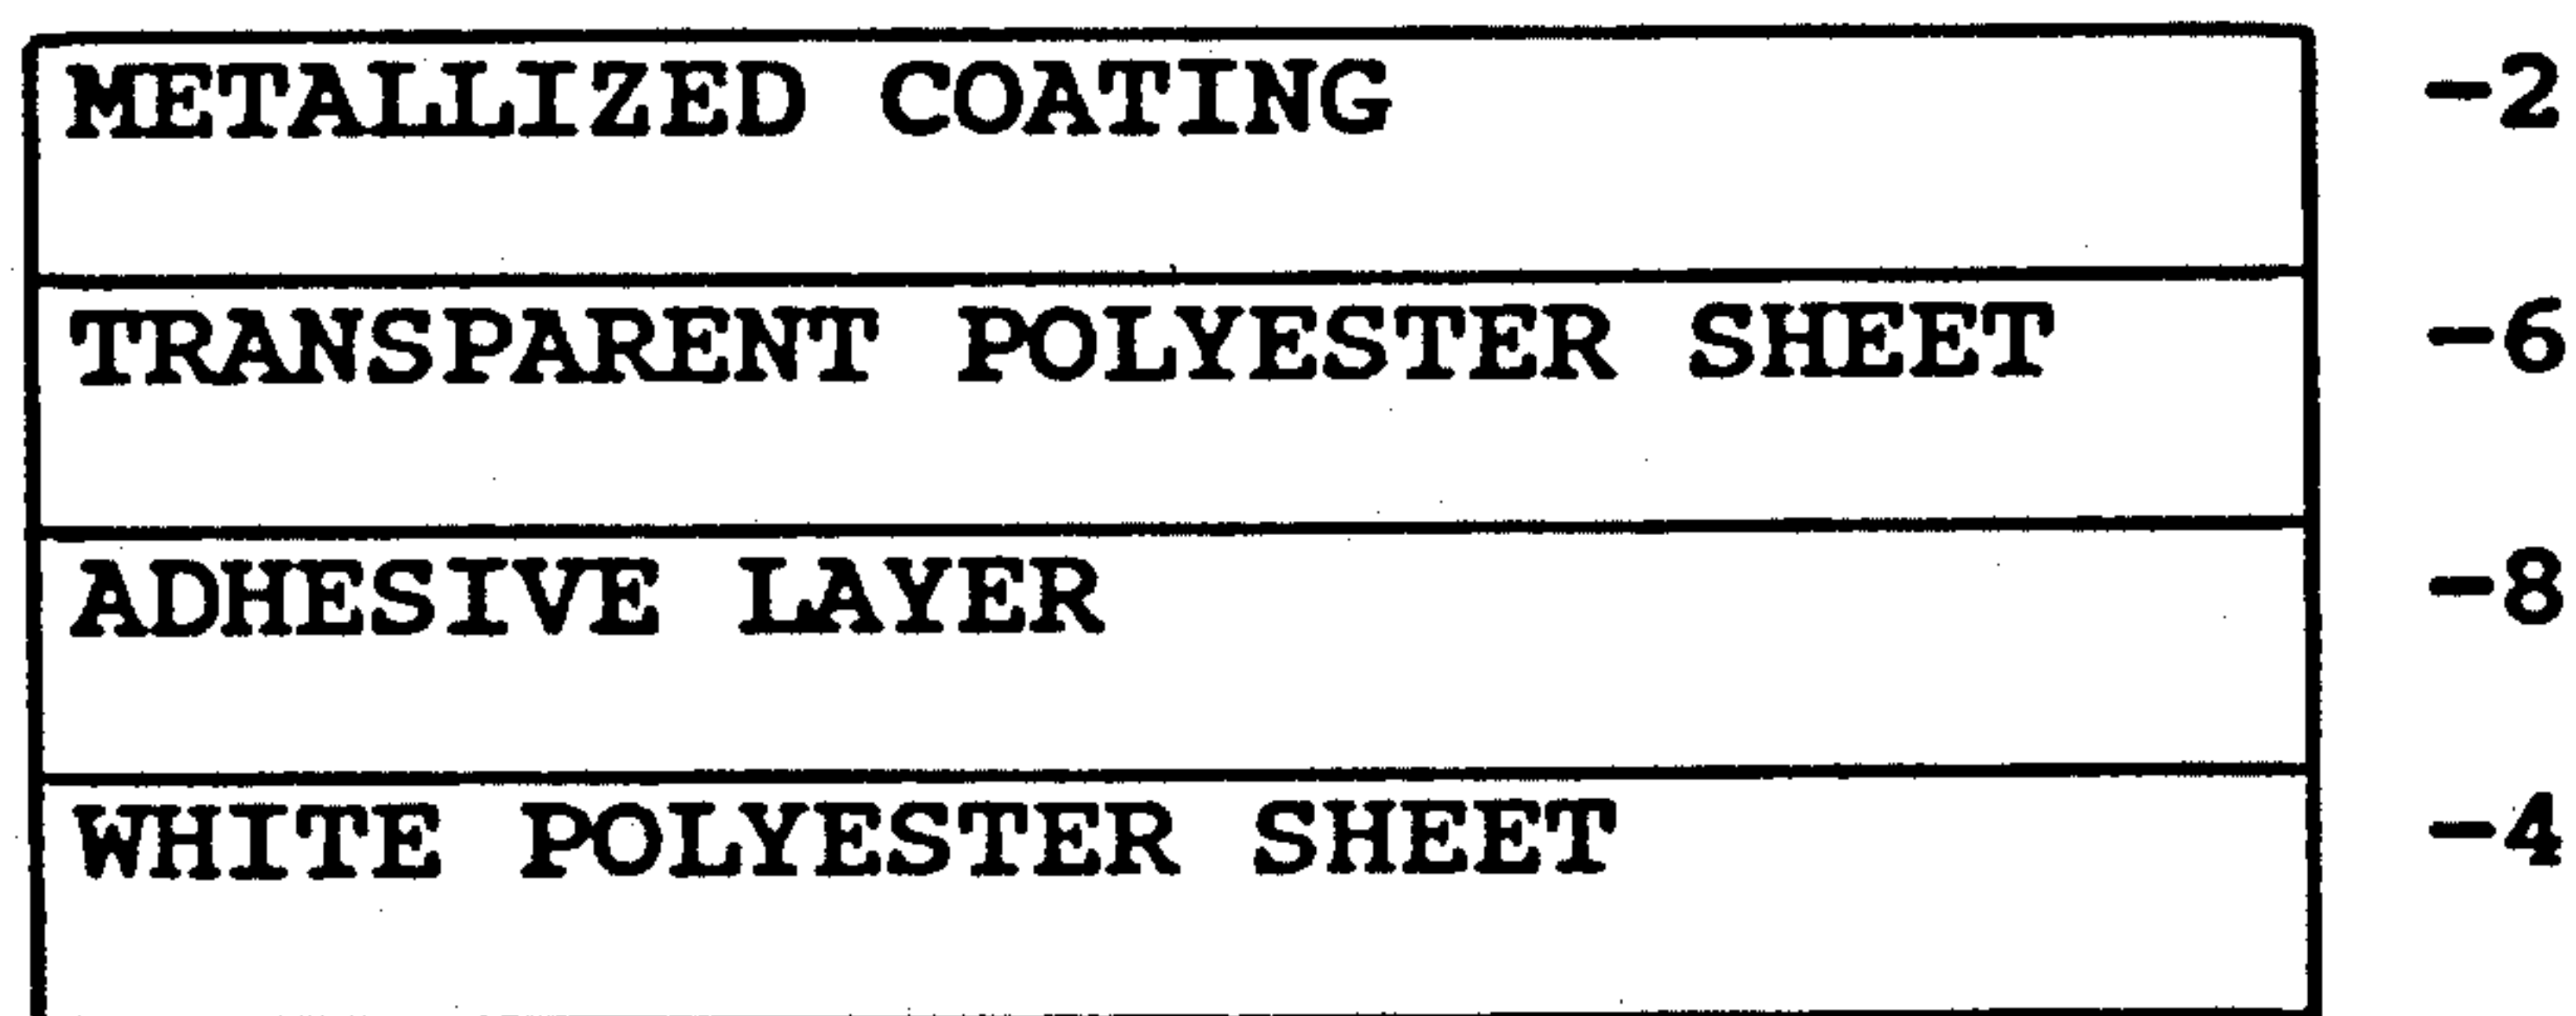 METALLIZED COATING -2
TRANSPARENT POLYESTER SHEET -6
ADHESIVE LAYER -8
WHITE POLYESTER SHEET -4